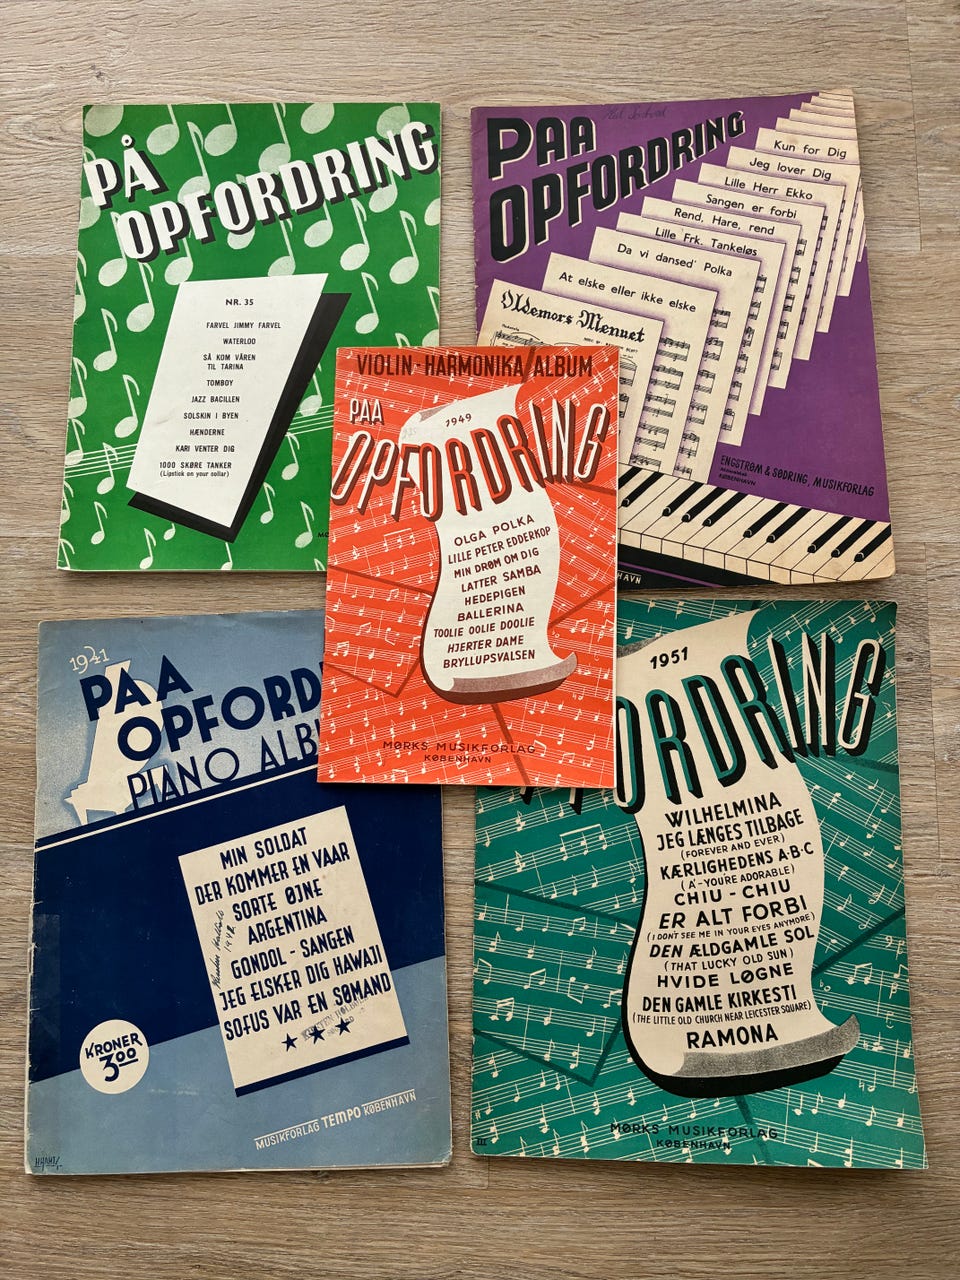 PÅ
OPFORDRING
NR. 35
FARVEL JIMMY FARVEL
WATERLOO
SÅ KOM VÅREN
TIL TARINA
TOMBOY
JAZZ BACILLEN
SOLSKIN I BYEN
HÆNDERNE
KARI VENTER DIG
1000 SKØRE TANKER
(Lipstick on your collar)
PAA
OPFORDRING
Kun for Dig
Jeg lover Dig
Lille Herr Ekko
Sangen er forbi
Rend, Hare, rend
Lille Frk. Tankeløs
Da vi dansed' Polka
At elske eller ikke elske
Oldemors Menuet
ENGSTRØM & SØDRING, MUSIKFORLAG
KØBENHAVN
HAVN
VIOLIN-HARMONIKA ALBUM
PAA
1949
OPFORDRING
OLGA POLKA
LILLE PETER EDDERKOP
MIN DRØM OM DIG
LATTER SAMBA
HEDEPIGEN
BALLERINA
TOOLIE OOLIE DOOLIE
HJERTER DAME
BRYLLUPSVALSEN
MØRKS MUSIKFORLAG
KØBENHAVN
1941
PAA
OPFORD
PIANO ALB
MIN SOLDAT
DER KOMMER EN VAAR
SORTE ØJNE
ARGENTINA
GONDOL - SANGEN
JEG ELSKER DIG HAWAJI
SOFUS VAR EN SØMAND
1942
KRONER
300
MUSIKFORLAG TEMPO KØBENHAVN
1951
FORDRING
WILHELMINA
JEG LÆNGES TILBAGE
(FOREVER AND EVER)
KÆRLIGHEDENS A-B-C
("A"-YOU'RE ADORABLE)
CHIU - CHIU
ER ALT FORBI
(I DON'T SEE ME IN YOUR EYES ANYMORE)
DEN ÆLDGAMLE SOL
(THAT LUCKY OLD SUN)
HVIDE LØGNE
DEN GAMLE KIRKESTI
(THE LITTLE OLD CHURCH NEAR LEICESTER SQUARE)
RAMONA
MØRKS MUSIKFORLAG
KØBENHAVN
III